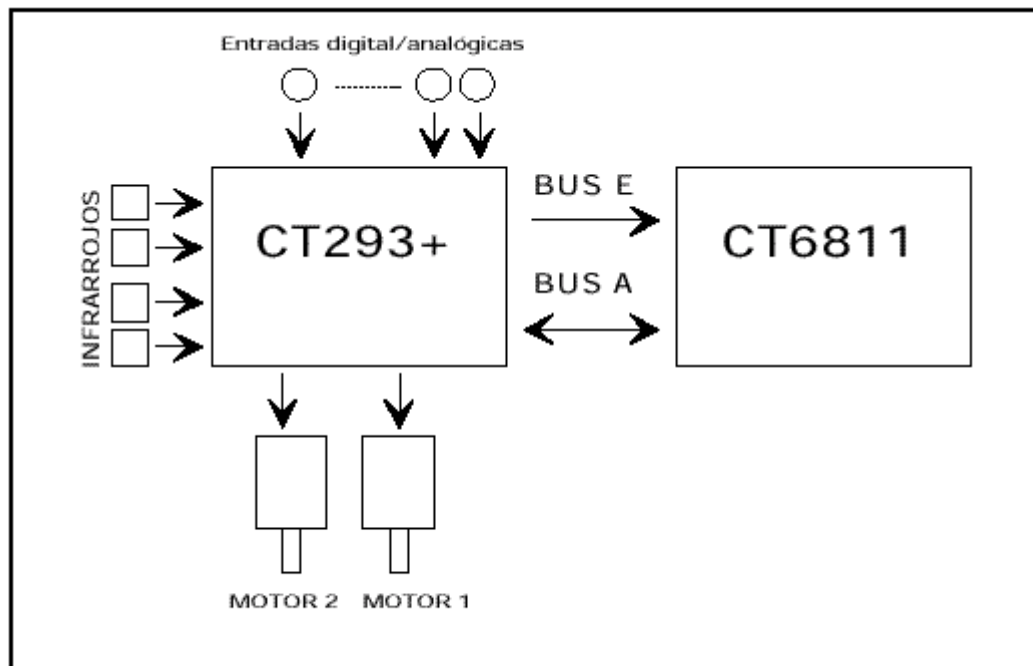 Entradas digital/analógicas
INFRARROJOS
CT293+
BUS E
BUS A
CT6811
MOTOR 2
MOTOR 1